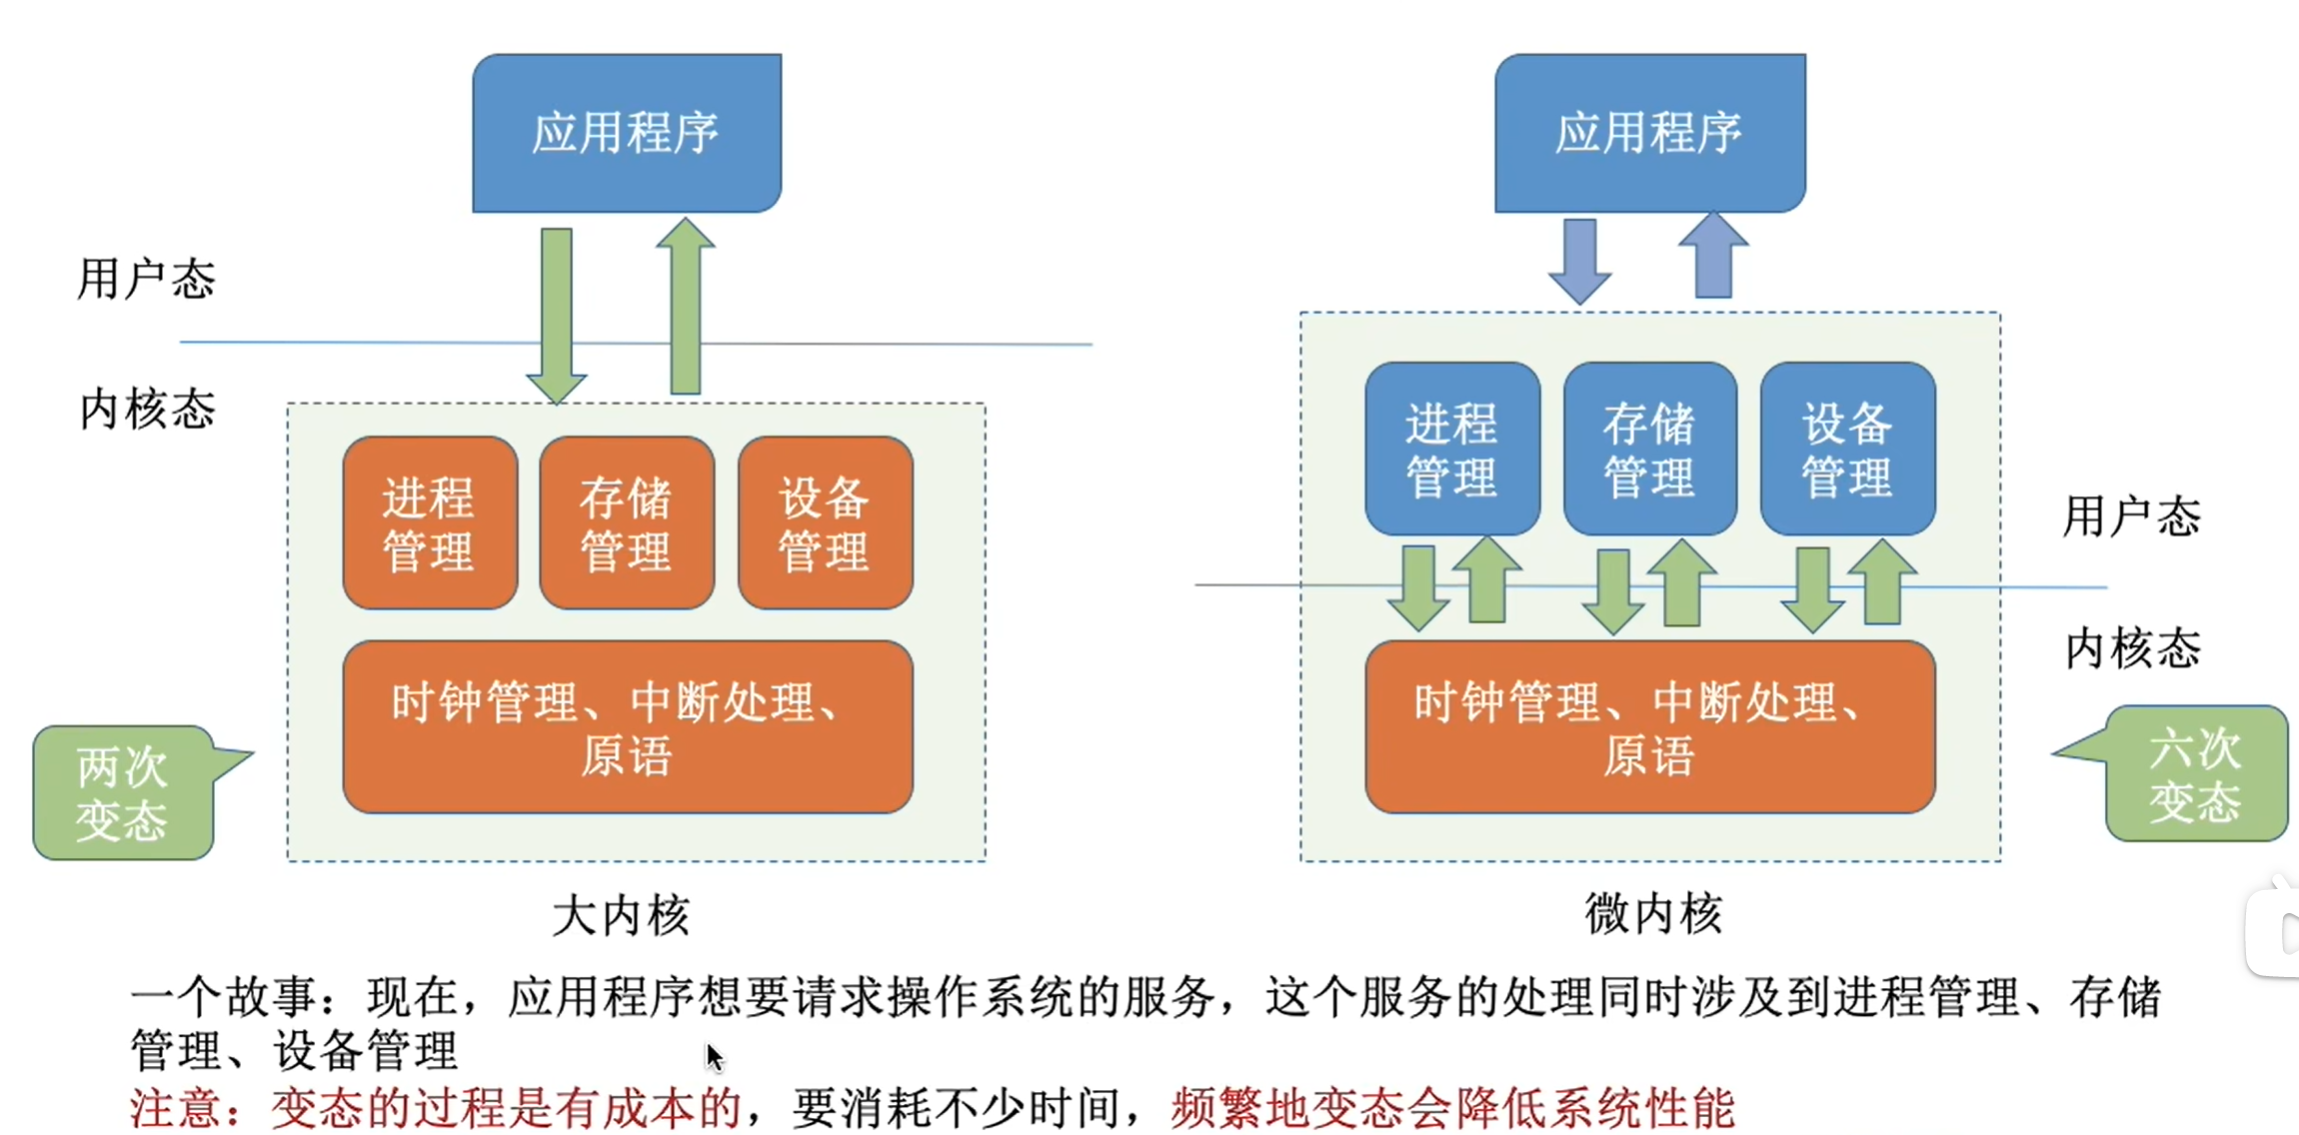 应用程序
用户态
内核态
进程
管理
存储
管理
设备
管理
时钟管理、中断处理、
原语
两次
变态
大内核
应用程序
进程
管理
存储
管理
设备
管理
用户态
内核态
时钟管理、中断处理、
原语
六次
变态
微内核
一个故事：现在，应用程序想要请求操作系统的服务，这个服务的处理同时涉及到进程管理、存储
管理、设备管理
注意：变态的过程是有成本的，要消耗不少时间，频繁地变态会降低系统性能